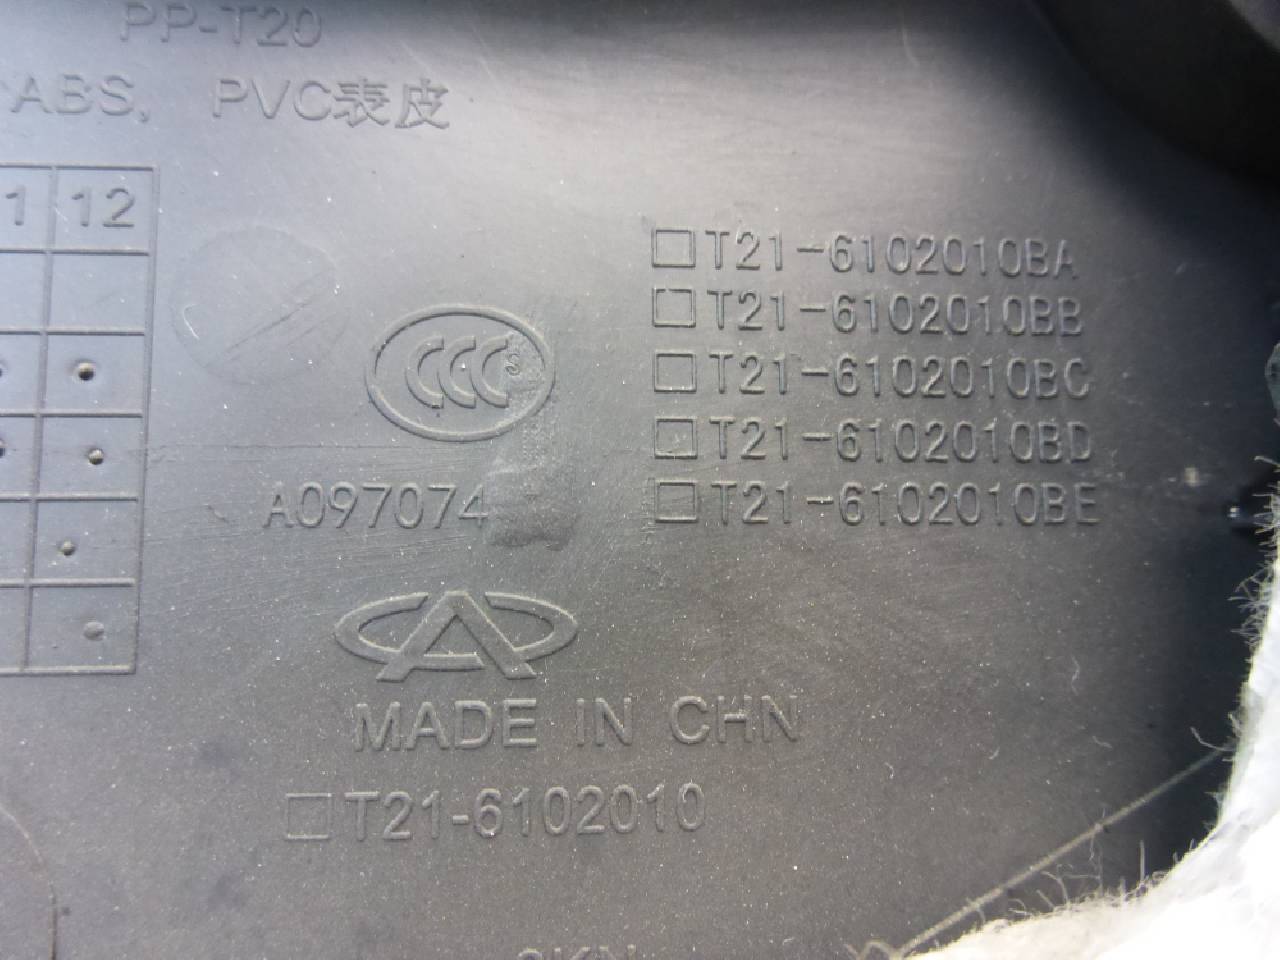 PP-T20
ABS, PVC表皮
1 12
T21-6102010BA
T21-6102010BB
T21-6102010BC
T21-6102010BD
T21-6102010BE
CCC S
A097074
MADE IN CHN
T21-6102010